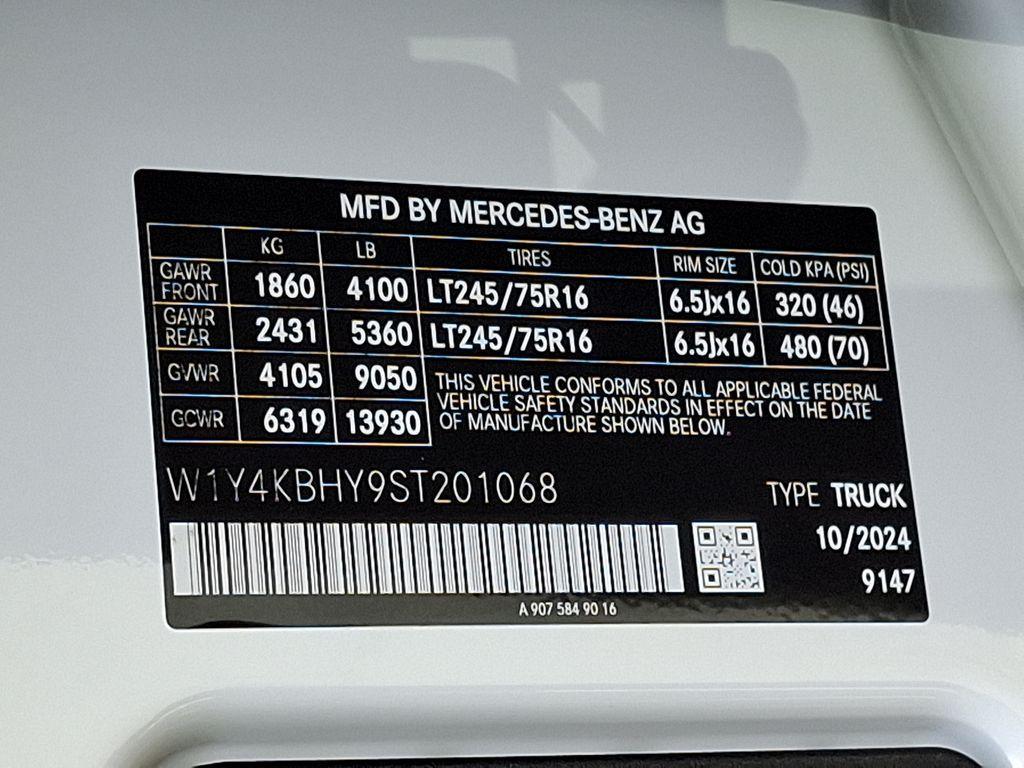 MFD BY MERCEDES-BENZ AG
KG LB TIRES RIM SIZE COLD KPA (PSI)
GAWR FRONT 1860 4100 LT245/75R16 6.5Jx16 320 (46)
GAWR REAR 2431 5360 LT245/75R16 6.5Jx16 480 (70)
GVWR 4105 9050
GCWR 6319 13930
THIS VEHICLE CONFORMS TO ALL APPLICABLE FEDERAL
VEHICLE SAFETY STANDARDS IN EFFECT ON THE DATE
OF MANUFACTURE SHOWN BELOW.
W1Y4KBHY9ST201068
TYPE TRUCK
10/2024
9147
A 907 584 90 16